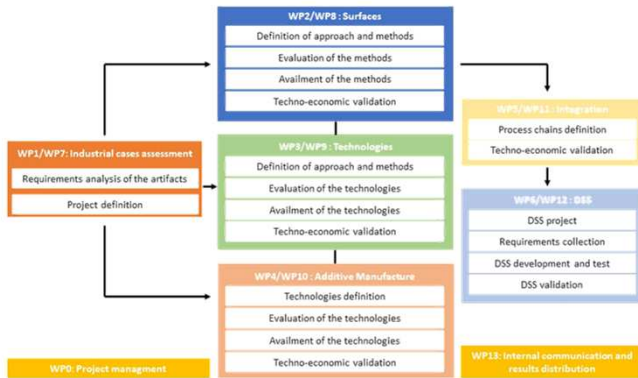 WP2/WP8 : Surfaces
Definition of approach and methods
Evaluation of the methods
Availment of the methods
Techno-economic validation
WP1/WP7: Industrial cases assessment
Requirements analysis of the artifacts
Project definition
WP3/WP9 : Technologies
Definition of approach and methods
Evaluation of the technologies
Availment of the technologies
Techno-economic validation
WP4/WP10 : Additive Manufacture
Technologies definition
Evaluation of the technologies
Availment of the technologies
Techno-economic validation
WP5/WP11 : Integration
Process chains definition
Techno-economic validation
WP6/WP12 : DSS
DSS project
Requirements collection
DSS development and test
DSS validation
WP0: Project managment
WP13: Internal communication and
results distribution